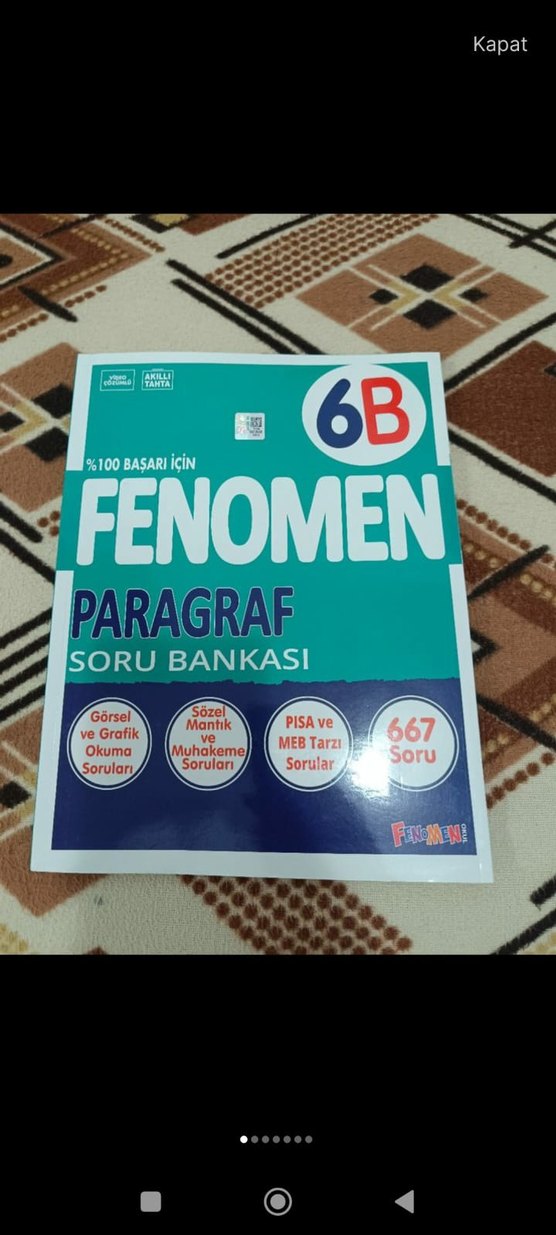 Kapat
VİDEO
ÇÖZÜMLÜ
AKILLI
TAHTA
6B
%100 BAŞARI İÇİN
FENOMEN
PARAGRAF
SORU BANKASI
Görsel
ve Grafik
Okuma
Soruları
Sözel
Mantık
ve
Muhakeme
Soruları
PISA ve
MEB Tarzı
Sorular
667
Soru
FENOMEN
OKUL